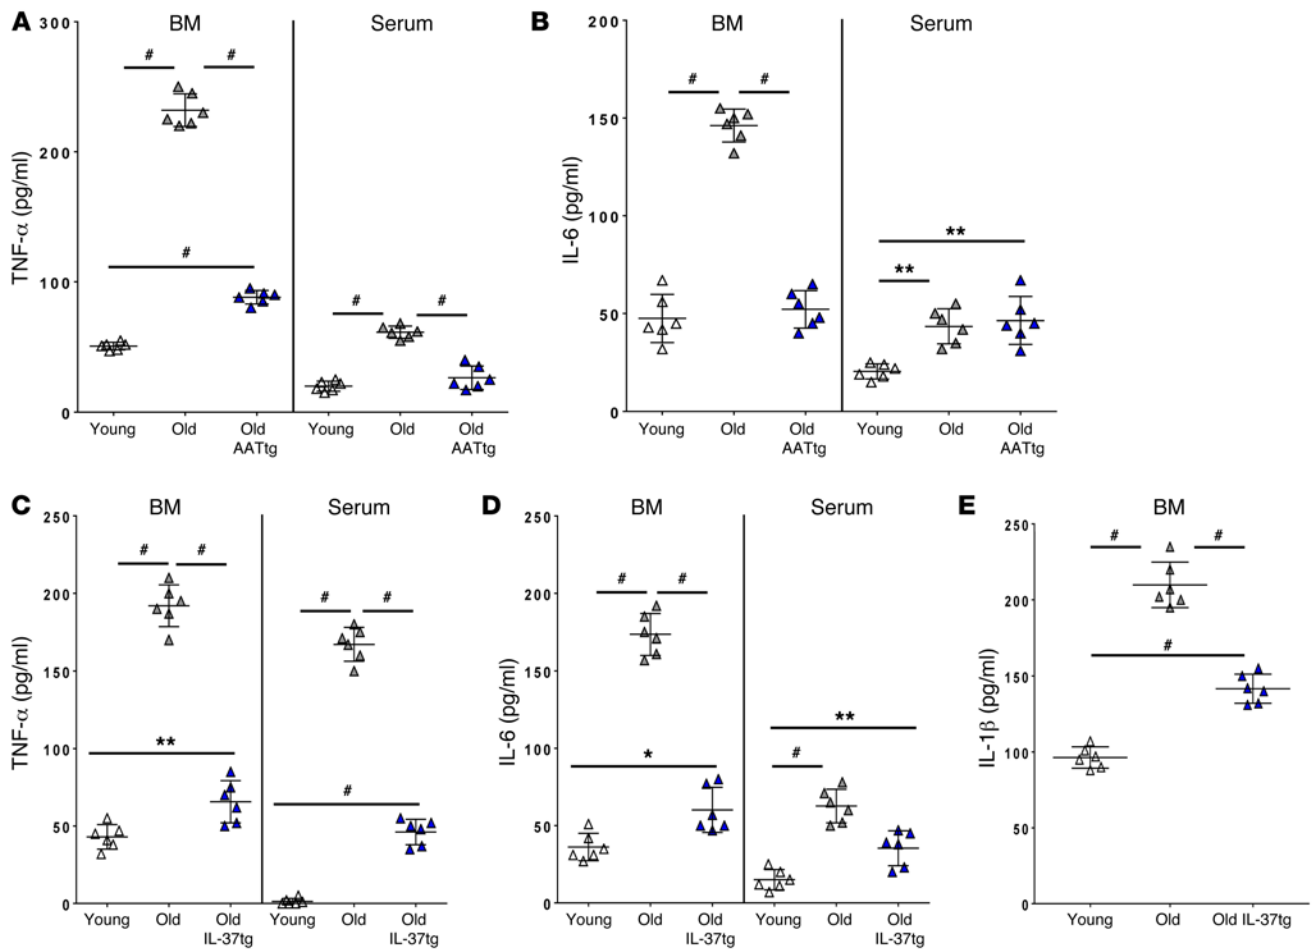 A
BM
Serum
TNF-α (pg/ml)
300
200
100
0
#
#
#
#
#
Young
Old
Old
AATtg
Young
Old
Old
AATtg
B
BM
Serum
IL-6 (pg/ml)
200
150
100
50
0
#
#
**
**
Young
Old
Old
AATtg
Young
Old
Old
AATtg
C
BM
Serum
TNF-α (pg/ml)
250
200
150
100
50
0
#
#
**
#
#
#
Young
Old
Old
IL-37tg
Young
Old
Old
IL-37tg
D
BM
Serum
IL-6 (pg/ml)
250
200
150
100
50
0
#
#
*
**
#
Young
Old
Old
IL-37tg
Young
Old
Old
IL-37tg
E
BM
IL-1β (pg/ml)
250
200
150
100
50
0
#
#
#
Young
Old
Old IL-37tg